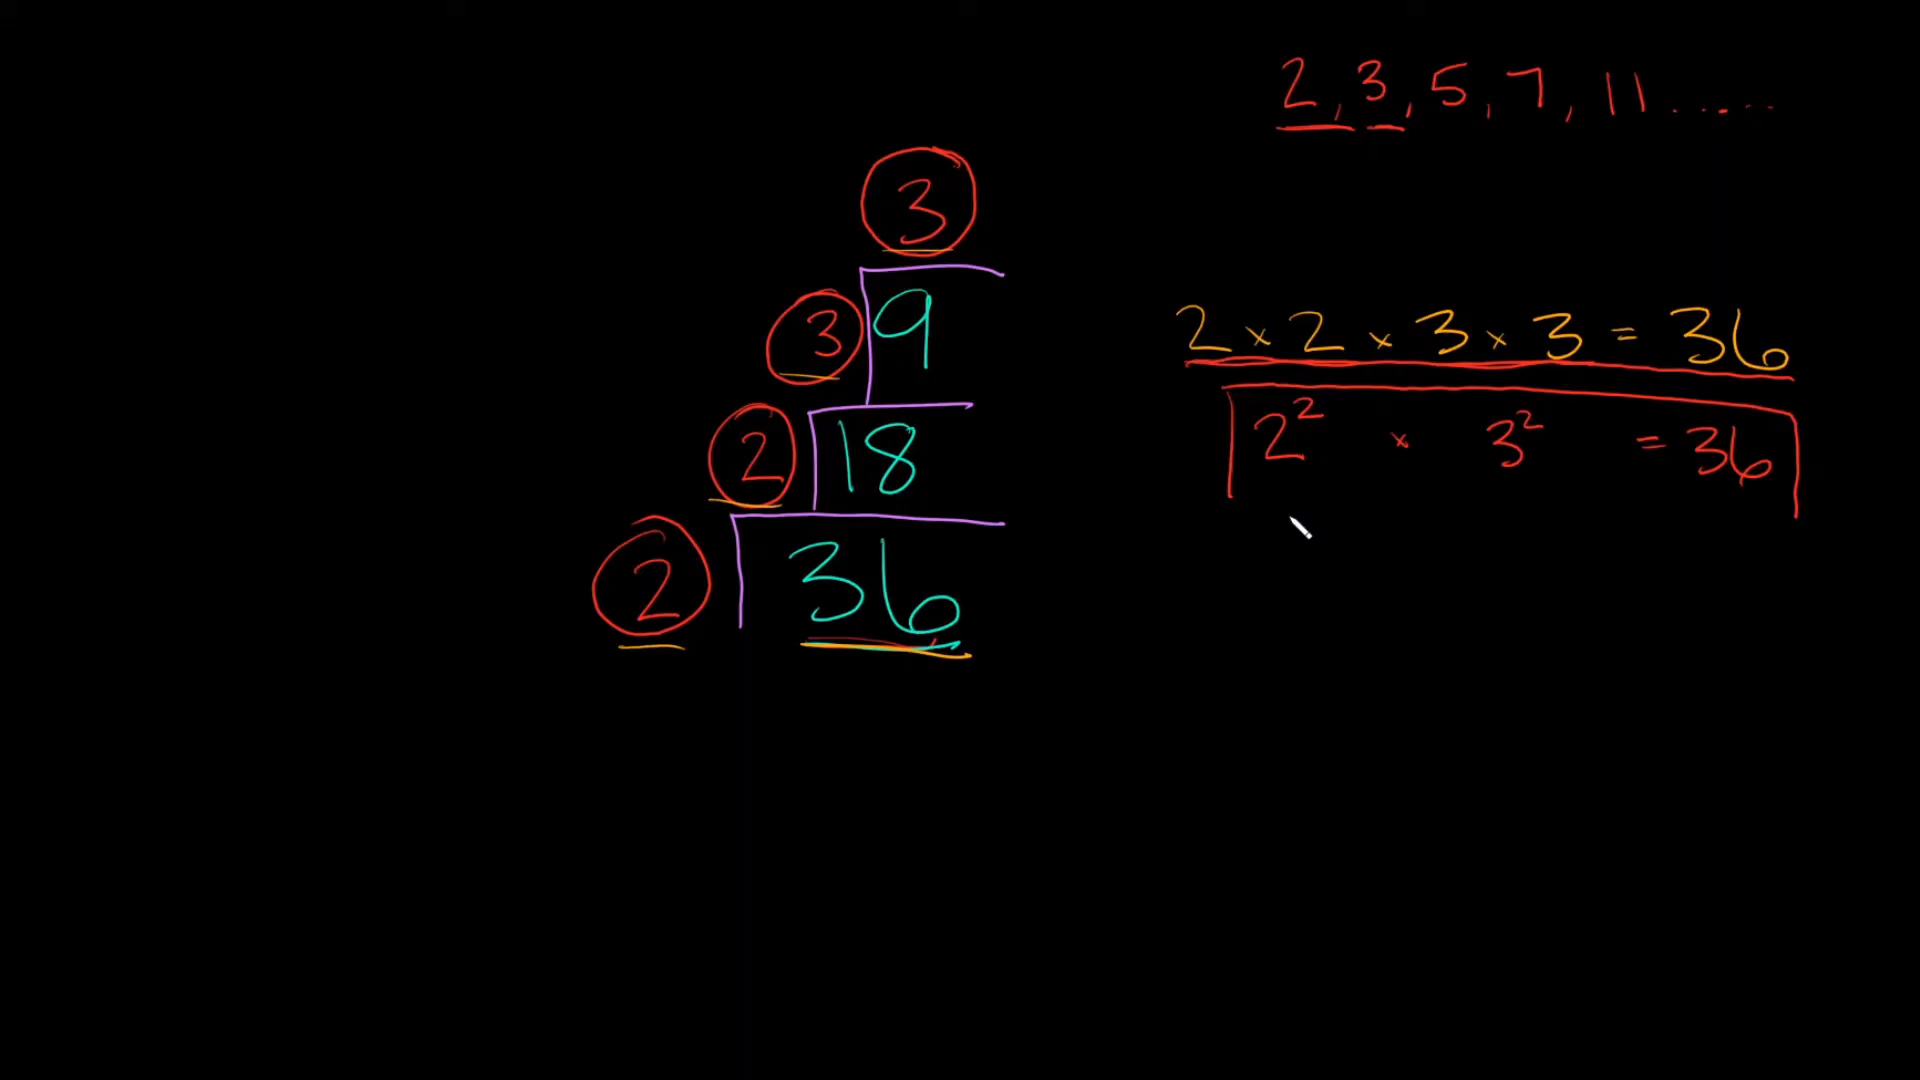 2, 3, 5, 7, 11.....
3
3 9
2 18
2 36
2 × 2 × 3 × 3 = 36
2² × 3² = 36